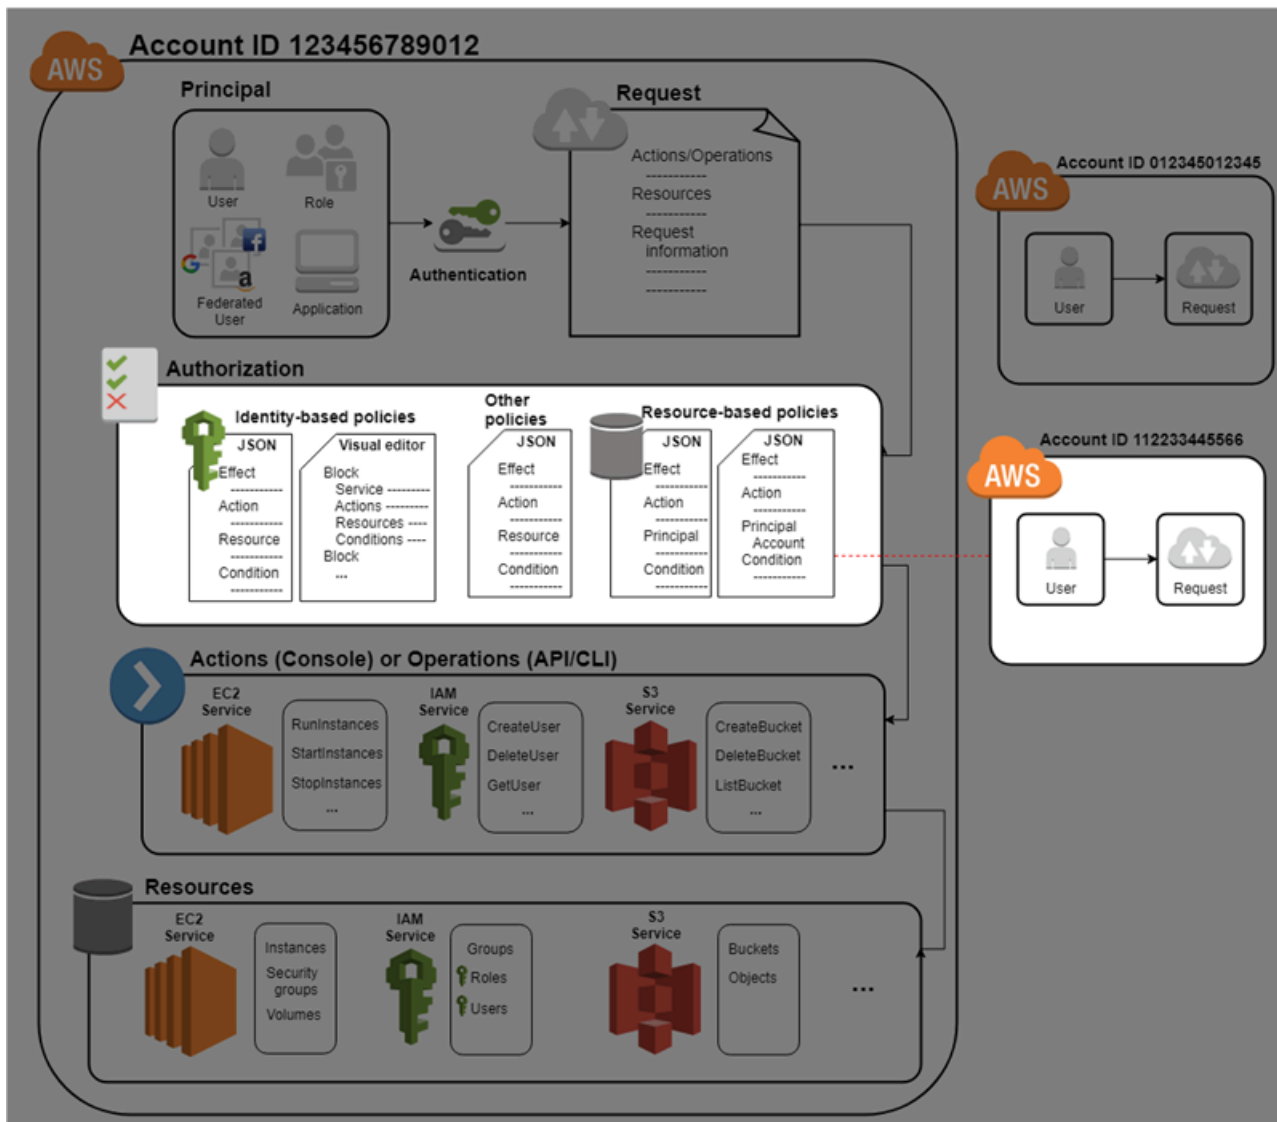 AWS
Account ID 123456789012
Principal
User
Role
Federated
User
a
Application
Authentication
Request
Actions/Operations
-----------
Resources
-----------
Request
information
-----------
-----------
AWS
Account ID 012345012345
User
Request
Authorization
Identity-based policies
JSON
Effect
-----------
Action
-----------
Resource
-----------
Condition
-----------
Visual editor
Block
Service ---------
Actions ---------
Resources ----
Conditions ----
Block
...
Other
policies
JSON
Effect
-----------
Action
-----------
Resource
-----------
Condition
-----------
Resource-based policies
JSON
Effect
-----------
Action
-----------
Principal
-----------
Condition
-----------
JSON
Effect
-----------
Action
-----------
Principal
Account
Condition
-----------
AWS
Account ID 112233445566
User
Request
Actions (Console) or Operations (API/CLI)
EC2
Service
RunInstances
StartInstances
StopInstances
...
IAM
Service
CreateUser
DeleteUser
GetUser
...
S3
Service
CreateBucket
DeleteBucket
ListBucket
...
...
Resources
EC2
Service
Instances
Security
groups
Volumes
IAM
Service
Groups
Roles
Users
S3
Service
Buckets
Objects
...